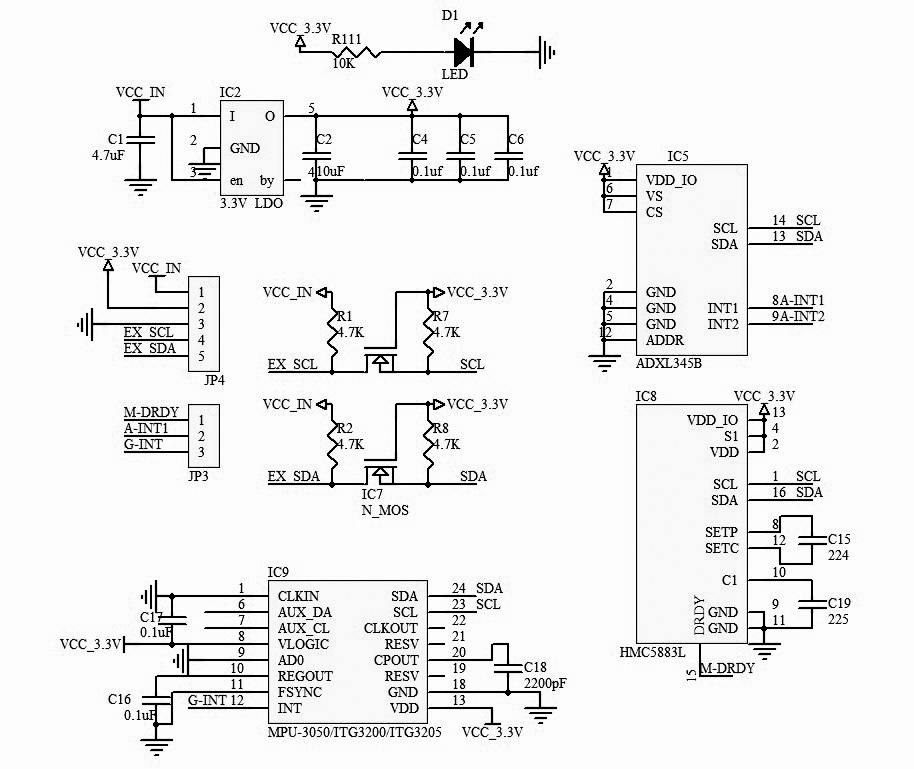 D1
VCC_3.3V
R111
10K
LED
VCC_IN
IC2
VCC_3.3V
1
I
O
5
C1
4.7uF
2
GND
C2
10uF
C4
0.1uf
C5
0.1uf
C6
0.1uf
3
en
by
4
3.3V LDO
VCC_3.3V
IC5
1
VDD_IO
6
VS
7
CS
SCL
14
SCL
SDA
13
SDA
2
GND
4
GND
INT1
8
A-INT1
5
GND
INT2
9
A-INT2
12
ADDR
ADXL345B
VCC_3.3V
VCC_IN
1
2
3
EX_SCL
4
EX_SDA
5
JP4
VCC_IN
VCC_3.3V
R1
4.7K
R7
4.7K
EX_SCL
SCL
M-DRDY
1
A-INT1
2
G-INT
3
JP3
VCC_IN
VCC_3.3V
R2
4.7K
R8
4.7K
EX_SDA
SDA
IC7
N_MOS
IC8
VCC_3.3V
VDD_IO
13
S1
4
VDD
2
SCL
1
SCL
SDA
16
SDA
SETP
8
SETC
12
C15
224
C1
10
C19
225
GND
9
GND
11
DRDY
HMC5883L
15
M-DRDY
IC9
1
CLKIN
SDA
24
SDA
6
AUX_DA
SCL
23
SCL
C17
0.1uF
7
AUX_CL
CLKOUT
22
VCC_3.3V
8
VLOGIC
RESV
21
9
AD0
CPOUT
20
10
REGOUT
RESV
19
C18
2200pF
11
FSYNC
GND
18
C16
0.1uF
G-INT
12
INT
VDD
13
MPU-3050/ITG3200/ITG3205
VCC_3.3V